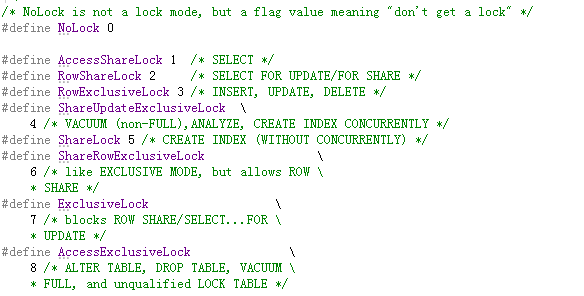 /* NoLock is not a lock mode, but a flag value meaning "don't get a lock" */
#define NoLock 0
#define AccessShareLock 1 /* SELECT */
#define RowShareLock 2 /* SELECT FOR UPDATE/FOR SHARE */
#define RowExclusiveLock 3 /* INSERT, UPDATE, DELETE */
#define ShareUpdateExclusiveLock \
4 /* VACUUM (non-FULL),ANALYZE, CREATE INDEX CONCURRENTLY */
#define ShareLock 5 /* CREATE INDEX (WITHOUT CONCURRENTLY) */
#define ShareRowExclusiveLock \
6 /* like EXCLUSIVE MODE, but allows ROW \
* SHARE */
#define ExclusiveLock \
7 /* blocks ROW SHARE/SELECT...FOR \
* UPDATE */
#define AccessExclusiveLock \
8 /* ALTER TABLE, DROP TABLE, VACUUM \
* FULL, and unqualified LOCK TABLE */